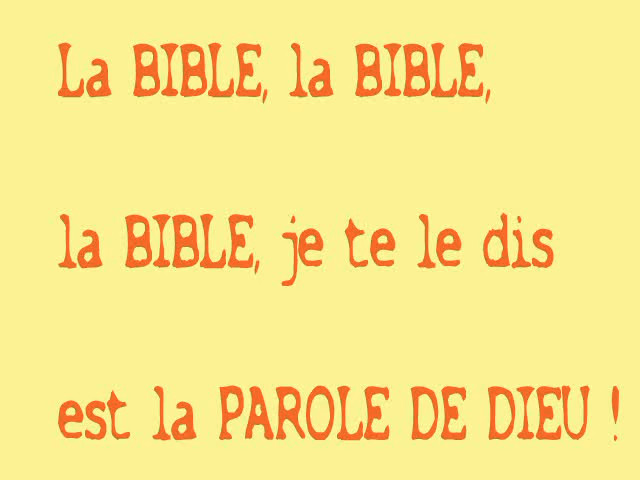 La BIBLE, la BIBLE,
la BIBLE, je te le dis
est la PAROLE DE DIEU !